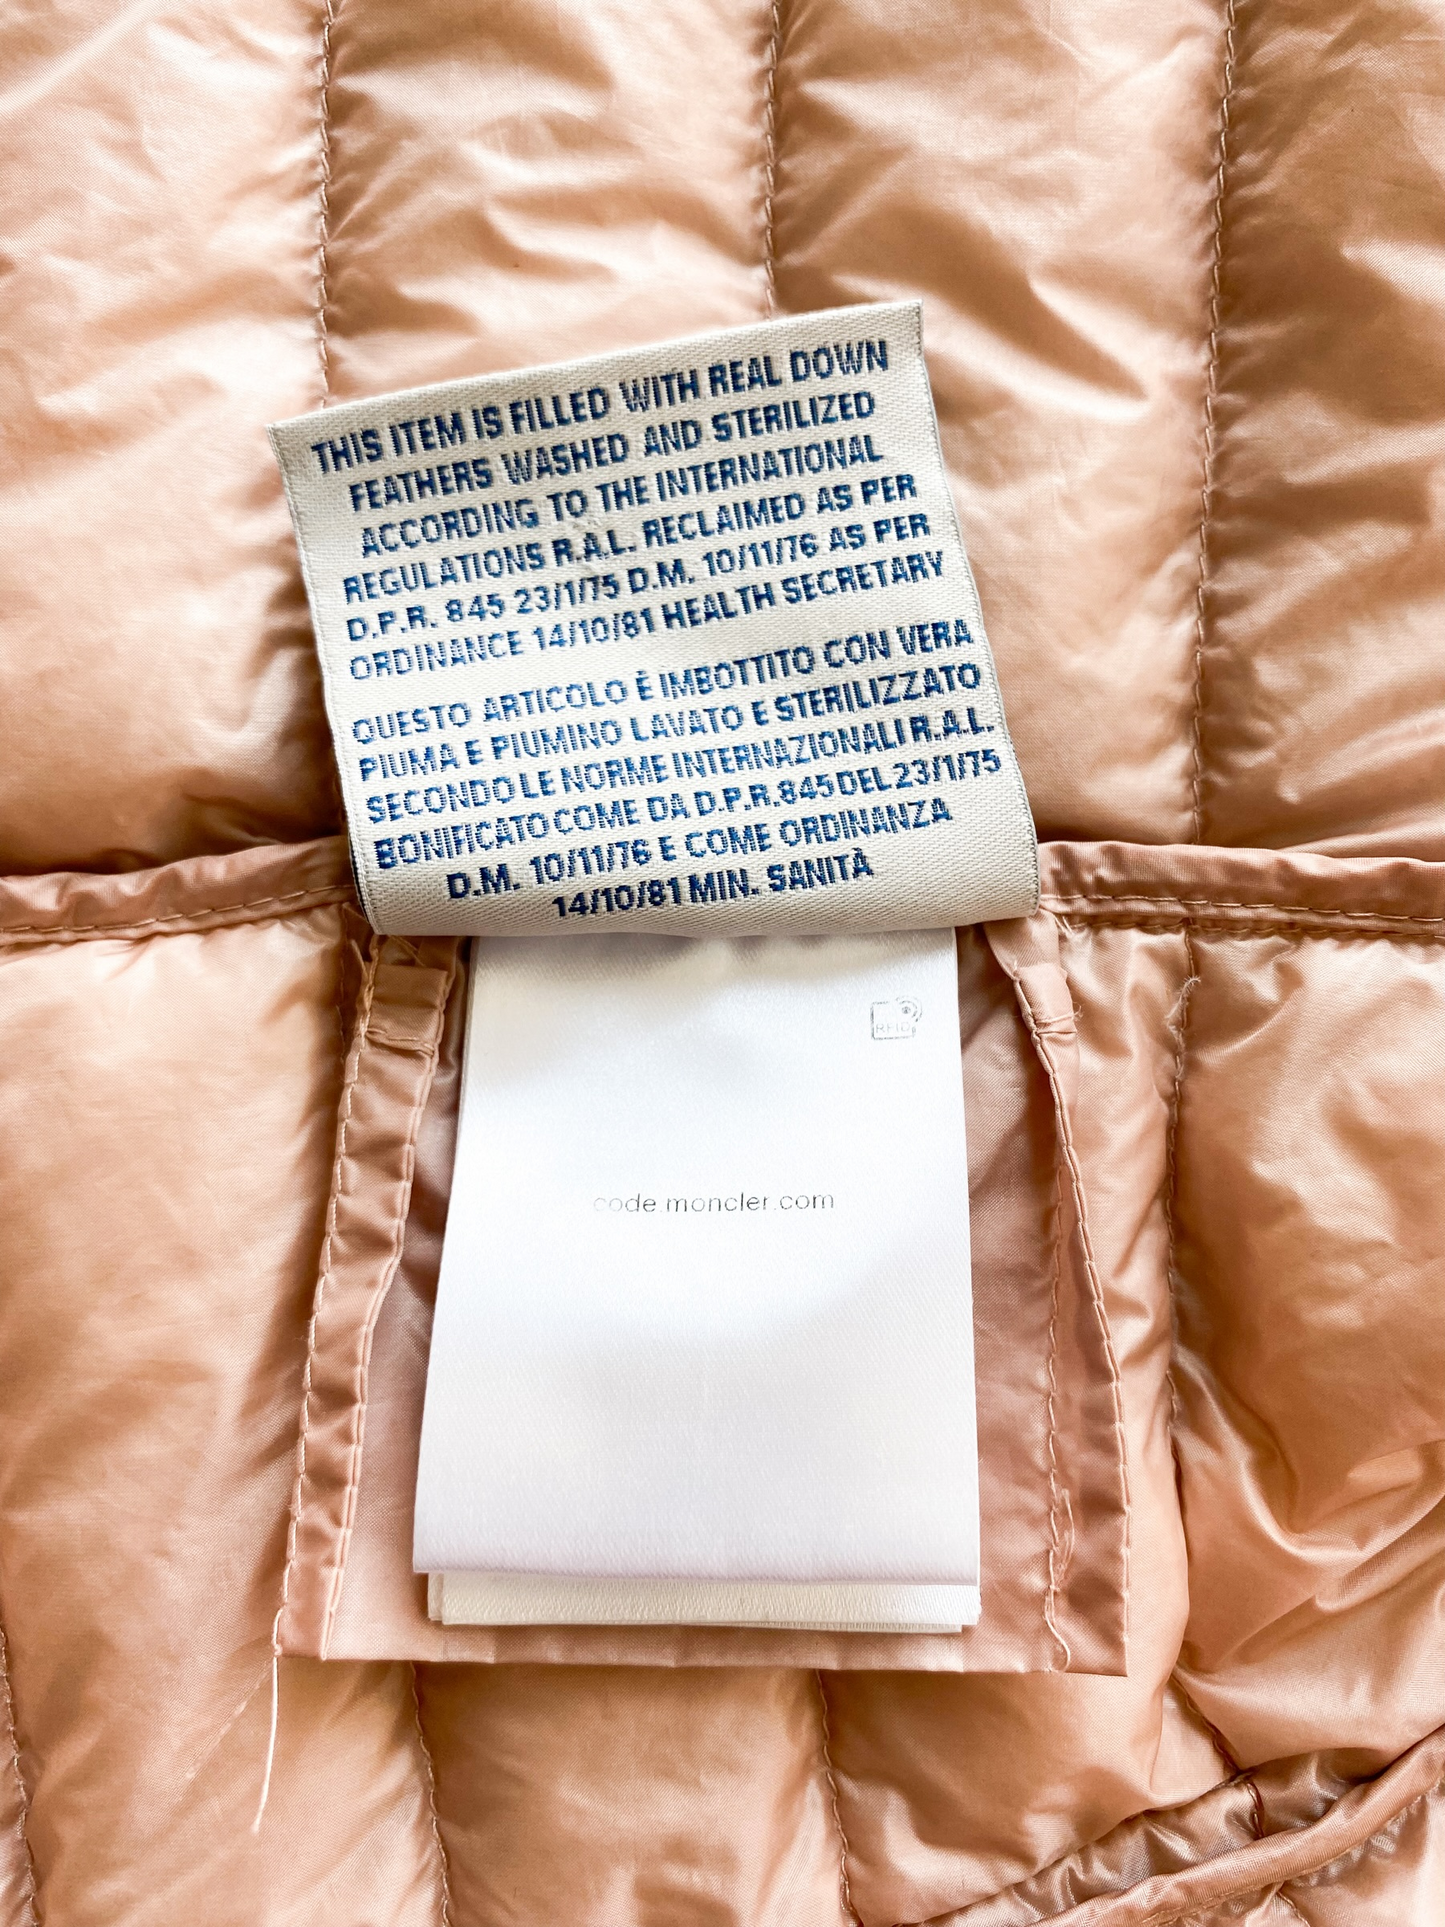 THIS ITEM IS FILLED WITH REAL DOWN
FEATHERS WASHED AND STERILIZED
ACCORDING TO THE INTERNATIONAL
REGULATIONS R.A.L. RECLAIMED AS PER
D.P.R. 845 23/1/75 D.M. 10/11/76 AS PER
ORDINANCE 14/10/81 HEALTH SECRETARY
QUESTO ARTICOLO È IMBOTTITO CON VERA
PIUMA E PIUMINO LAVATO E STERILIZZATO
SECONDO LE NORME INTERNAZIONALI R.A.L.
BONIFICATO COME DA D.P.R. 845 DEL 23/1/75
D.M. 10/11/76 E COME ORDINANZA
14/10/81 MIN. SANITÀ
RFID
code.moncler.com